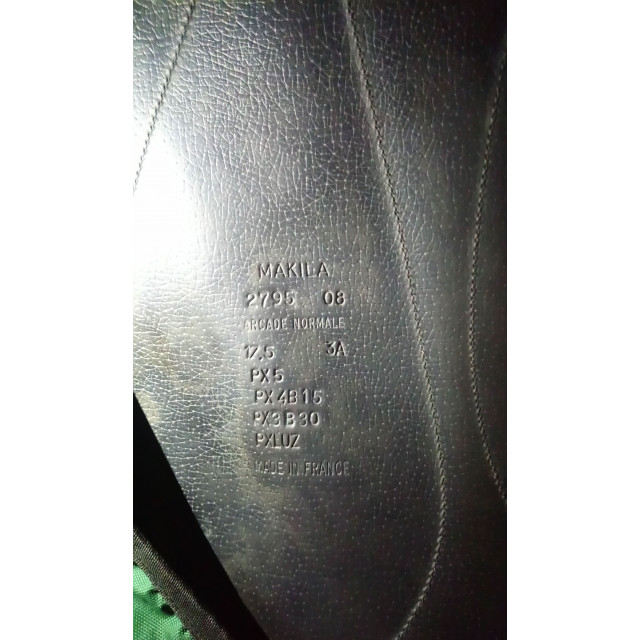 MAKILA
2795 08
ARCADE NORMALE
17.5 3A
PX5
PX4B15
PX3B30
PXLUZ
MADE IN FRANCE